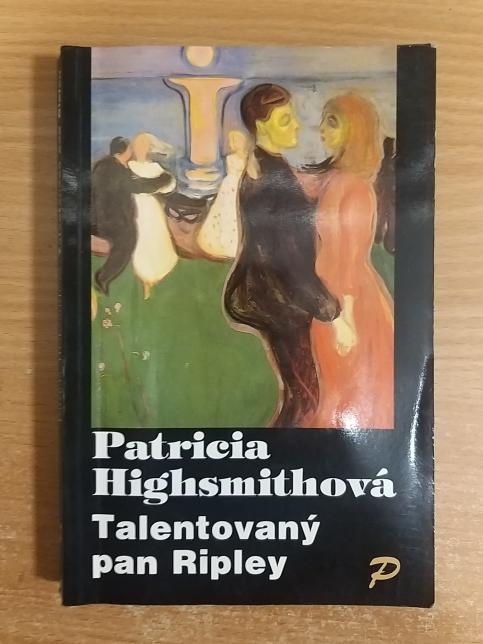 Patricia
Highsmithová
Talentovaný
pan Ripley
P